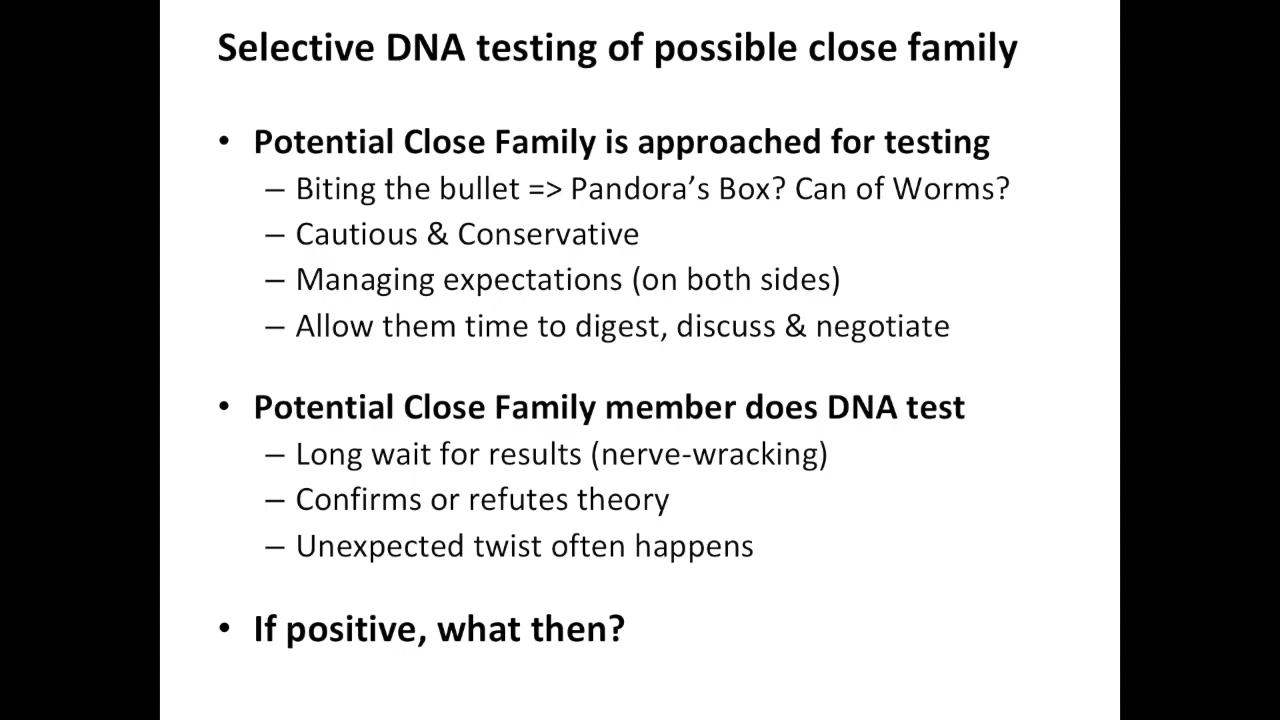 Selective DNA testing of possible close family
• Potential Close Family is approached for testing
– Biting the bullet => Pandora’s Box? Can of Worms?
– Cautious & Conservative
– Managing expectations (on both sides)
– Allow them time to digest, discuss & negotiate
• Potential Close Family member does DNA test
– Long wait for results (nerve-wracking)
– Confirms or refutes theory
– Unexpected twist often happens
• If positive, what then?